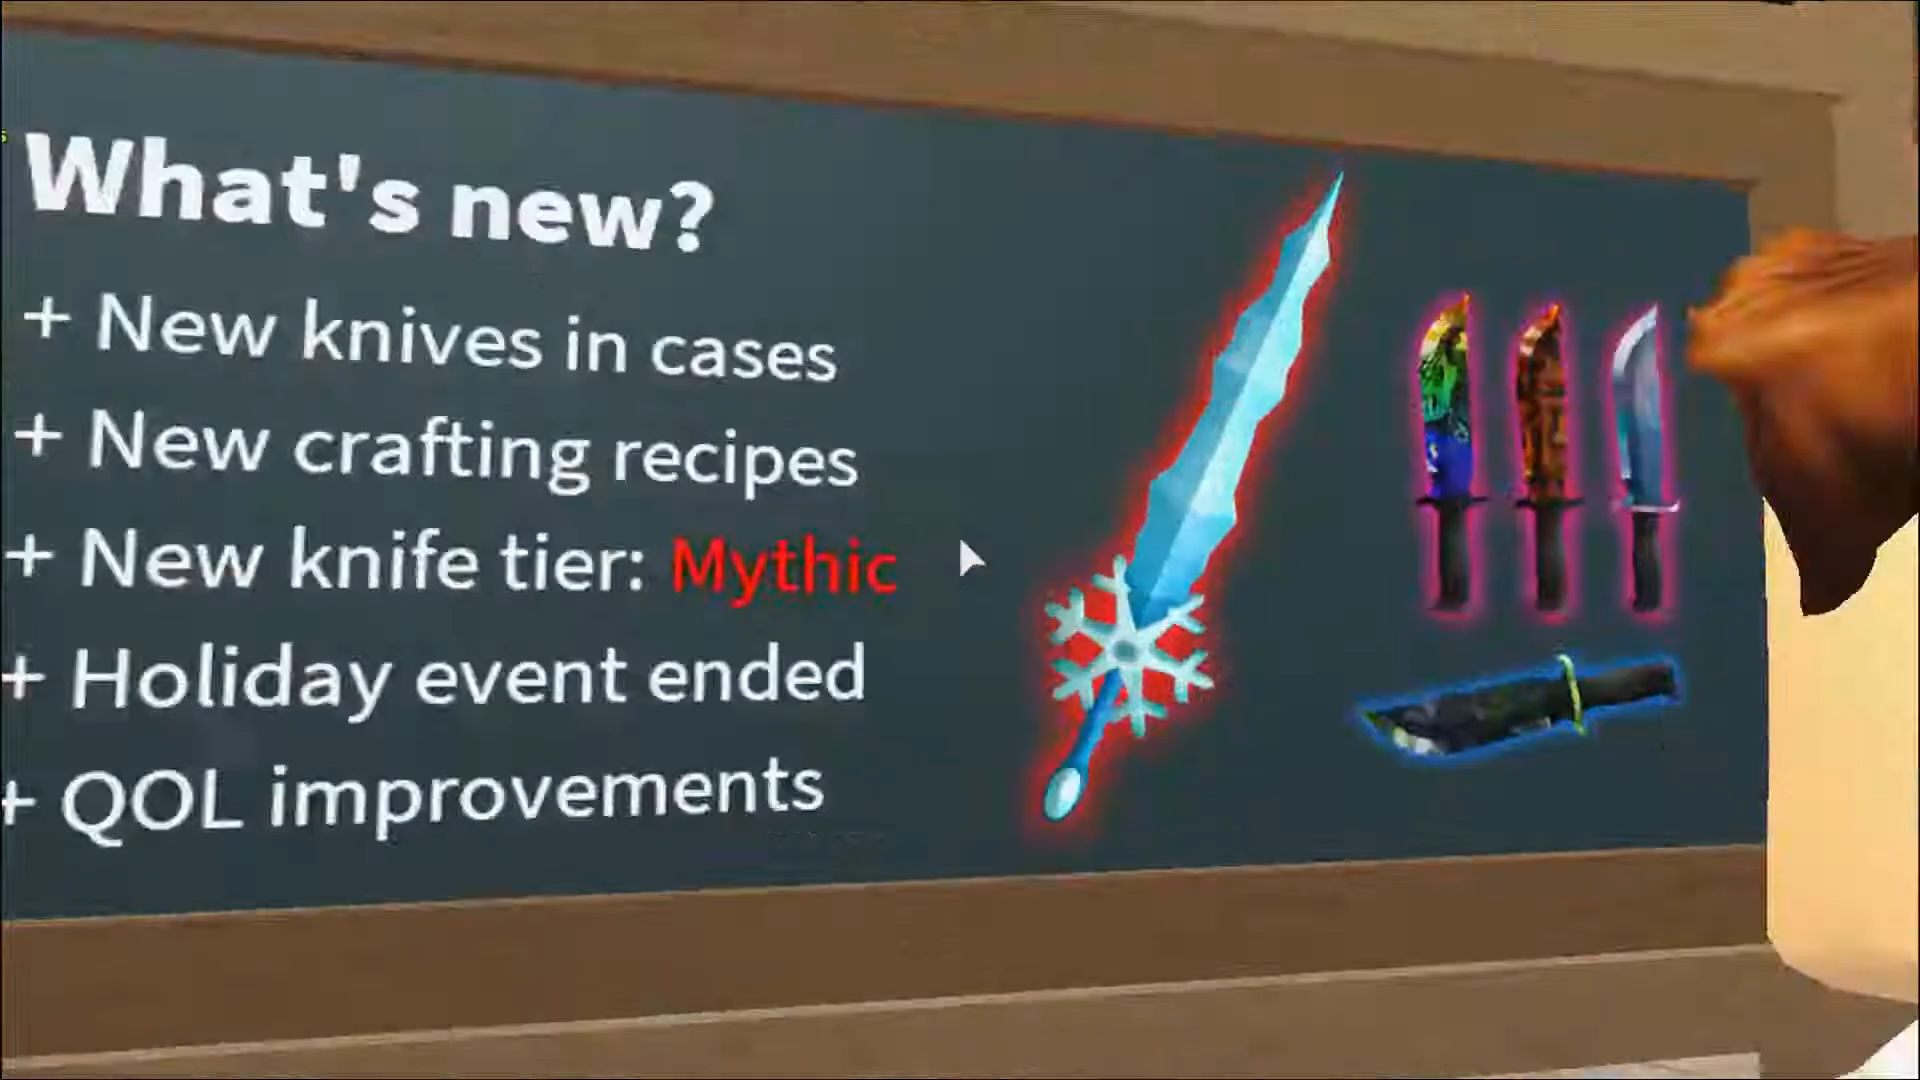 What's new?
+ New knives in cases
+ New crafting recipes
+ New knife tier: Mythic
+ Holiday event ended
+ QOL improvements